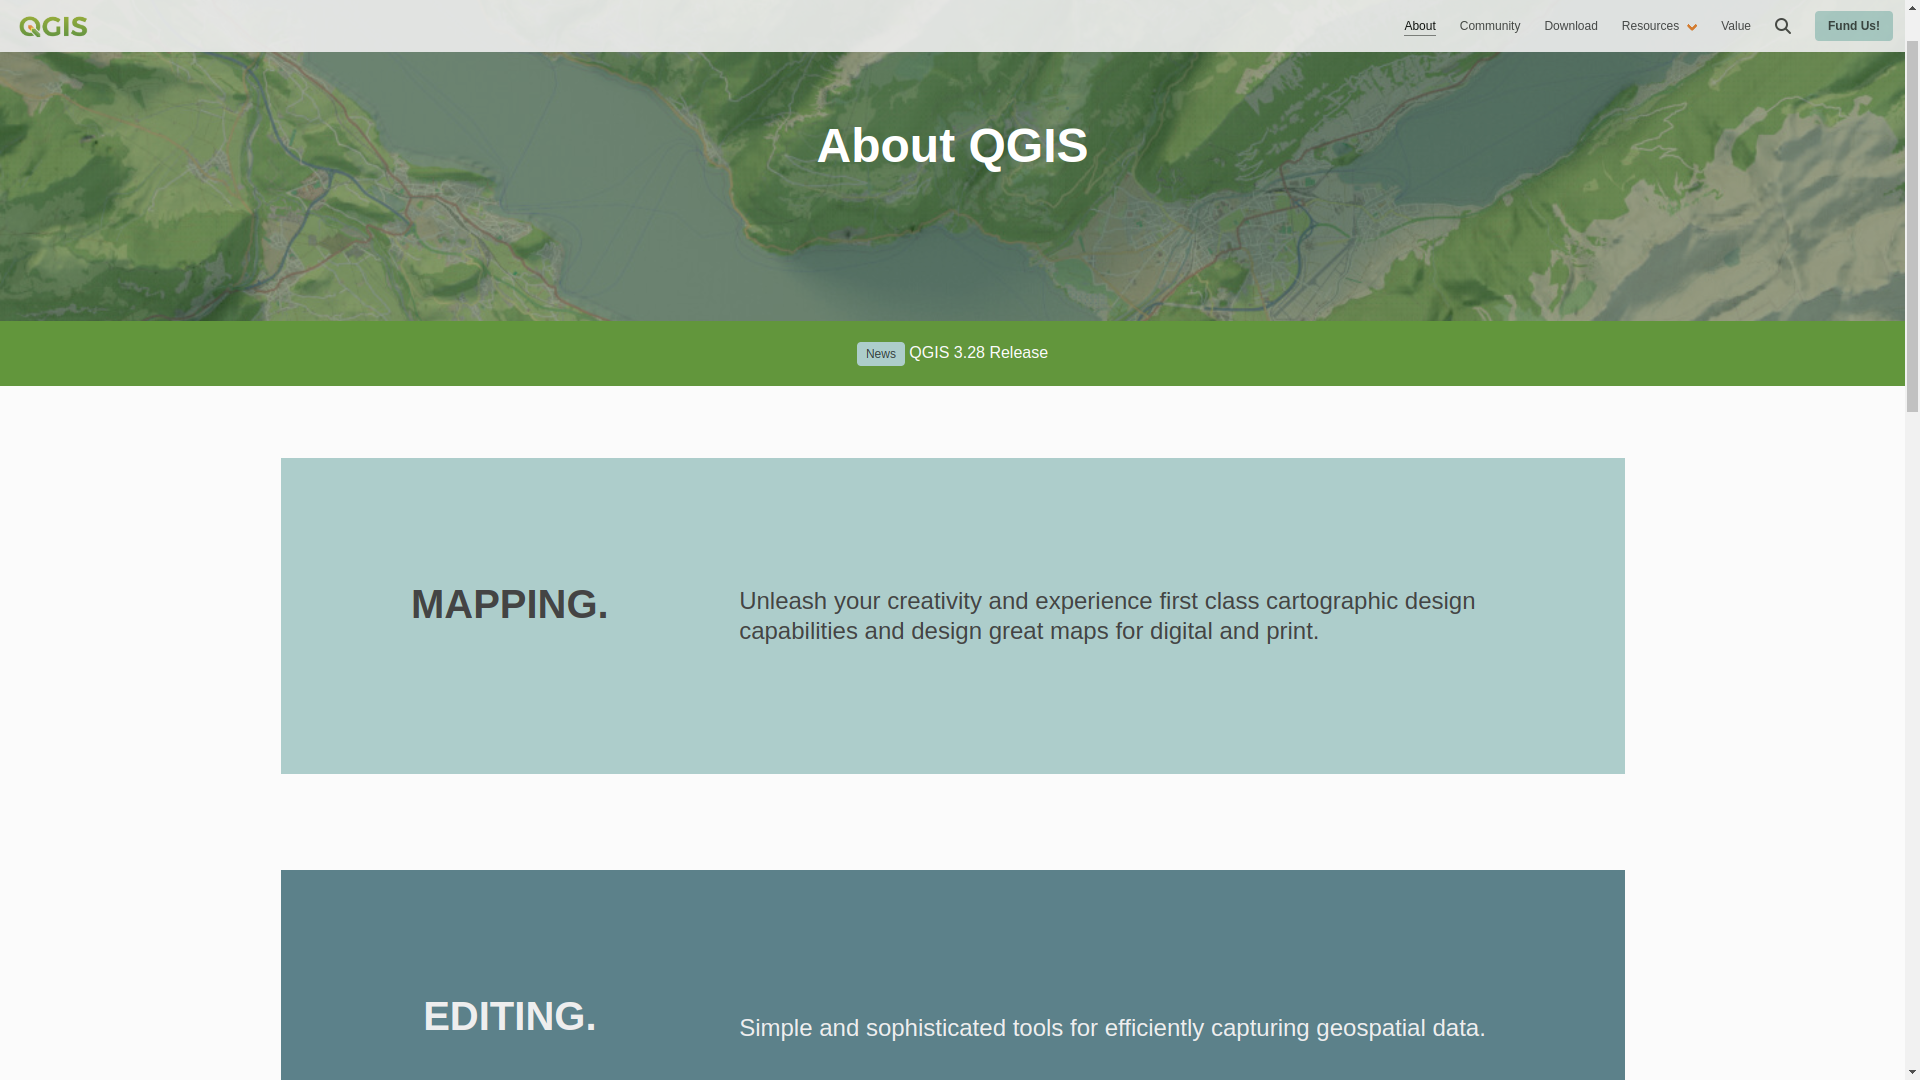 QGIS
About
Community
Download
Resources
Value
Fund Us!
About QGIS
News QGIS 3.28 Release
MAPPING.
Unleash your creativity and experience first class cartographic design
capabilities and design great maps for digital and print.
EDITING.
Simple and sophisticated tools for efficiently capturing geospatial data.